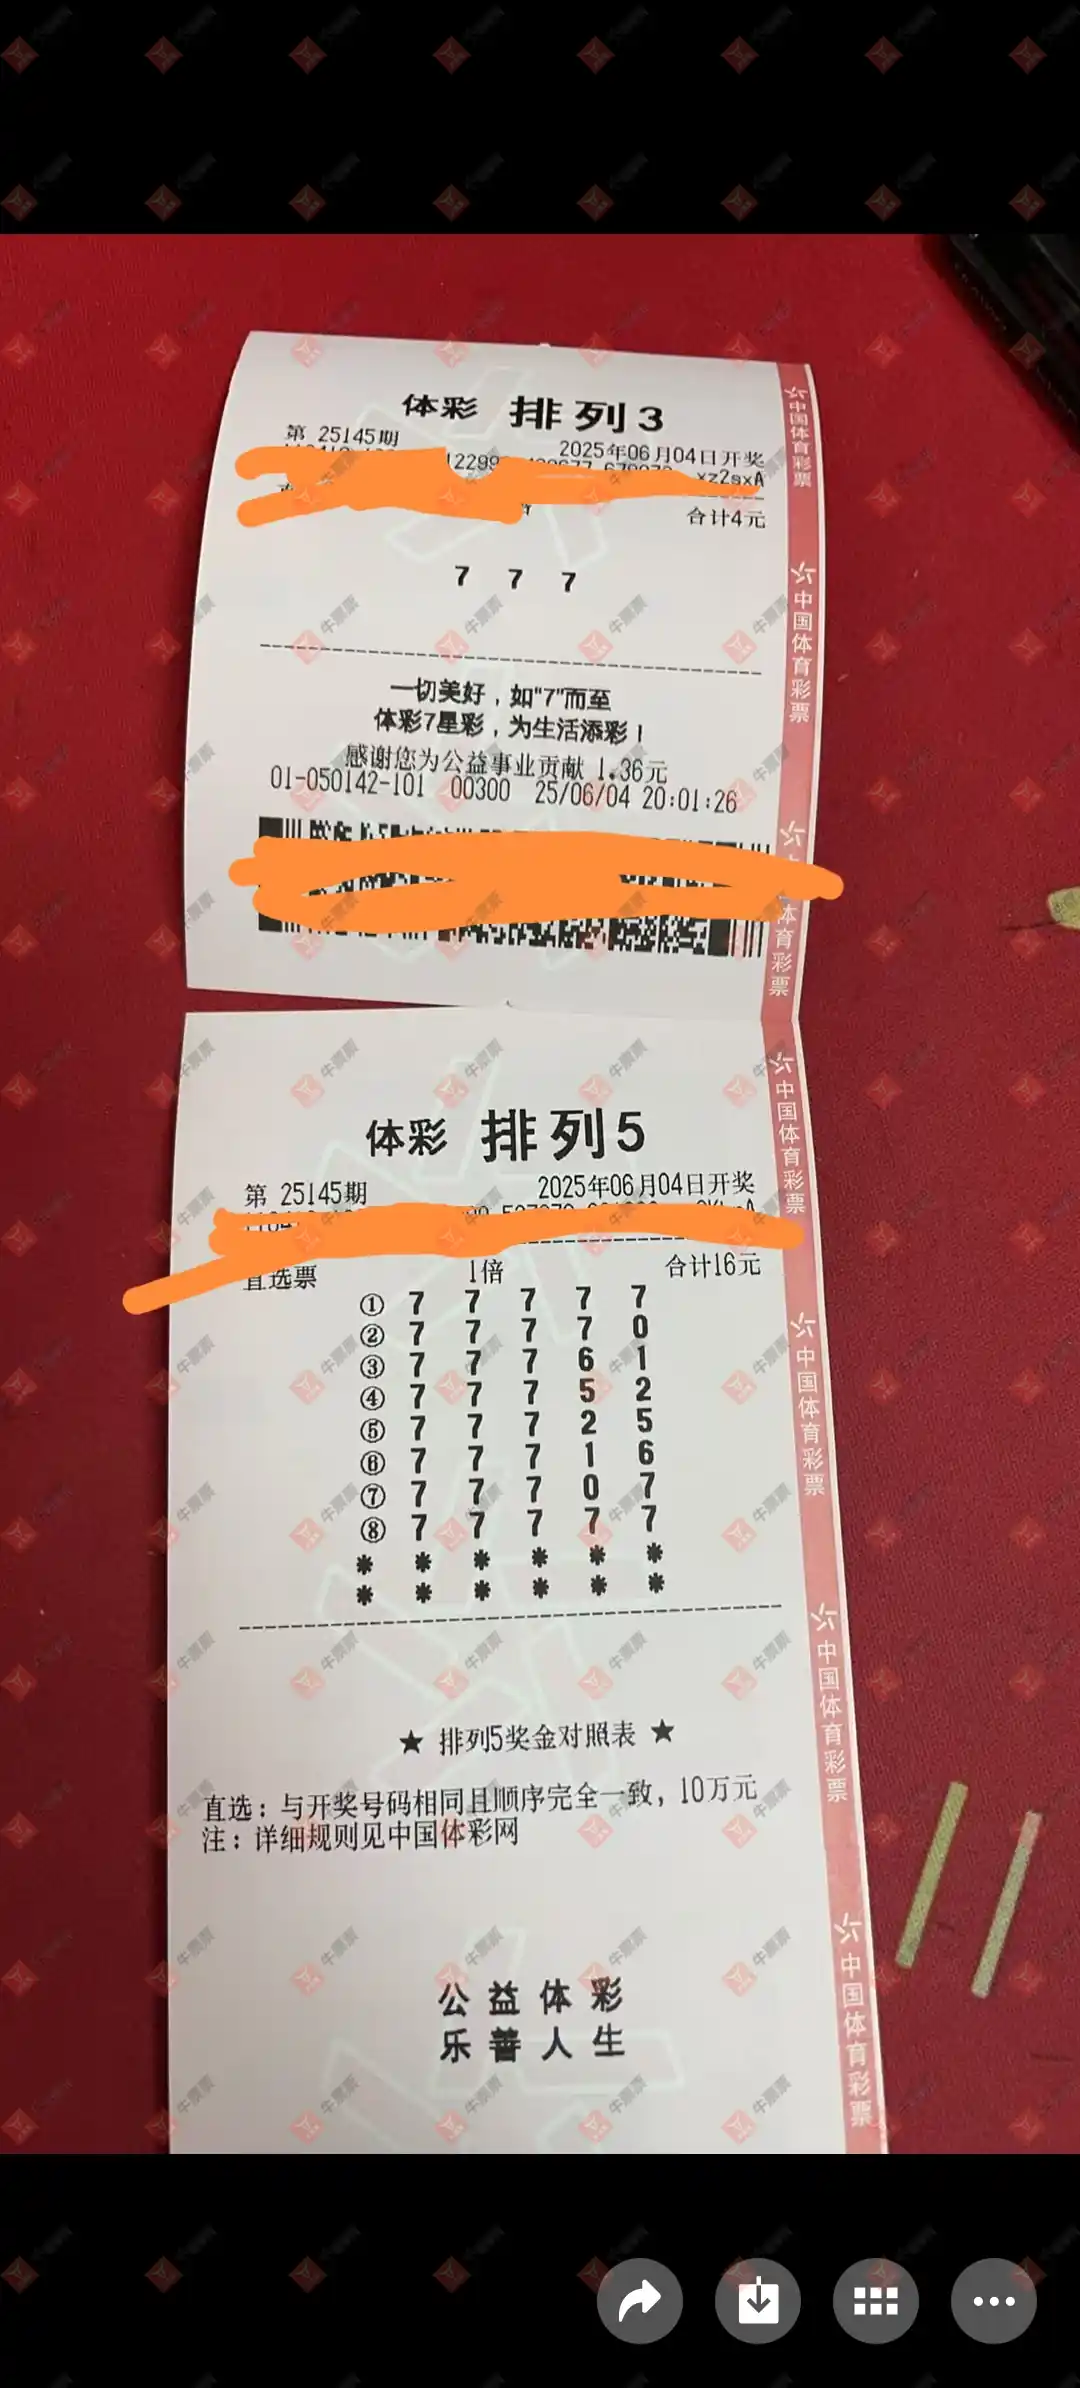 体彩 排列3
第 25145期 2025年06月04日开奖
xz2sxA
合计4元
7 7 7
一切美好，如“7”而至
体彩7星彩，为生活添彩！
感谢您为公益事业贡献 1.36元
01-050142-101 00300 25/06/04 20:01:26
体彩 排列5
第 25145期 2025年06月04日开奖
直选票 1倍 合计16元
① 7 7 7 7 7
② 7 7 7 7 0
③ 7 7 7 6 1
④ 7 7 7 5 2
⑤ 7 7 7 2 5
⑥ 7 7 7 1 6
⑦ 7 7 7 0 7
⑧ 7 7 7 7 7
* * * * * *
* * * * * *
★ 排列5奖金对照表 ★
直选：与开奖号码相同且顺序完全一致，10万元
注：详细规则见中国体彩网
公益体彩
乐善人生
中国体育彩票
中国体育彩票
体育彩票
中国体育彩票
中国体育彩票
中国体育彩票
中国体育彩票
牛票票